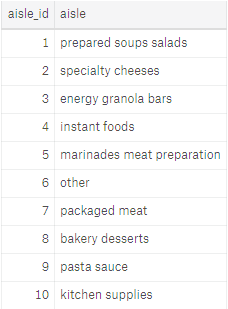 aisle_id aisle
1 prepared soups salads
2 specialty cheeses
3 energy granola bars
4 instant foods
5 marinades meat preparation
6 other
7 packaged meat
8 bakery desserts
9 pasta sauce
10 kitchen supplies